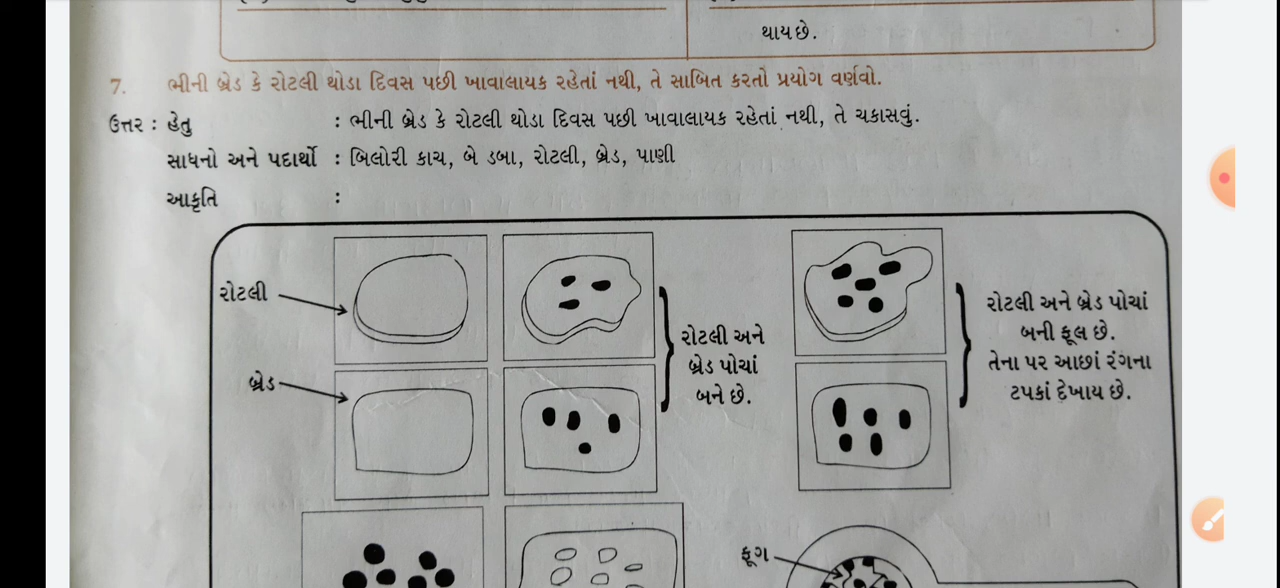 થાય છે.
7. ભીની બ્રેડ કે રોટલી થોડા દિવસ પછી ખાવાલાયક રહેતાં નથી, તે સાબિત કરતો પ્રયોગ વર્ણવો.
ઉત્તર : હેતુ : ભીની બ્રેડ કે રોટલી થોડા દિવસ પછી ખાવાલાયક રહેતાં નથી, તે ચકાસવું.
સાધનો અને પદાર્થો : બિલોરી કાચ, બે ડબા, રોટલી, બ્રેડ, પાણી
આકૃતિ :
રોટલી
બ્રેડ
રોટલી અને
બ્રેડ પોચાં
બને છે.
રોટલી અને બ્રેડ પોચાં
બની ફૂલ છે.
તેના પર આછાં રંગના
ટપકાં દેખાય છે.
ફૂગ